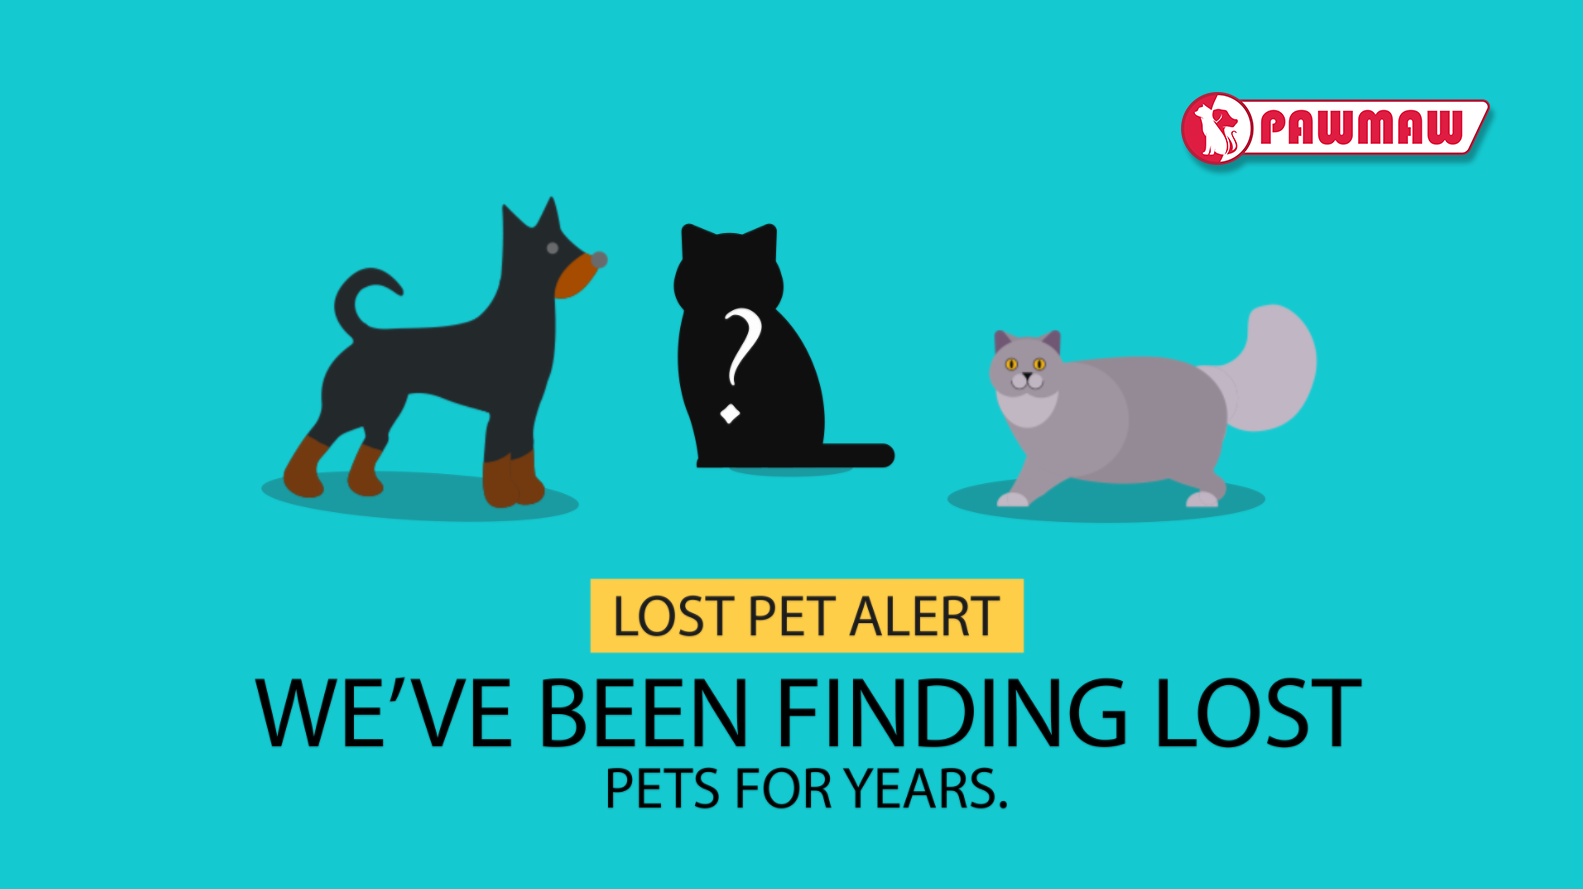 PAWMAW
?
LOST PET ALERT
WE’VE BEEN FINDING LOST
PETS FOR YEARS.